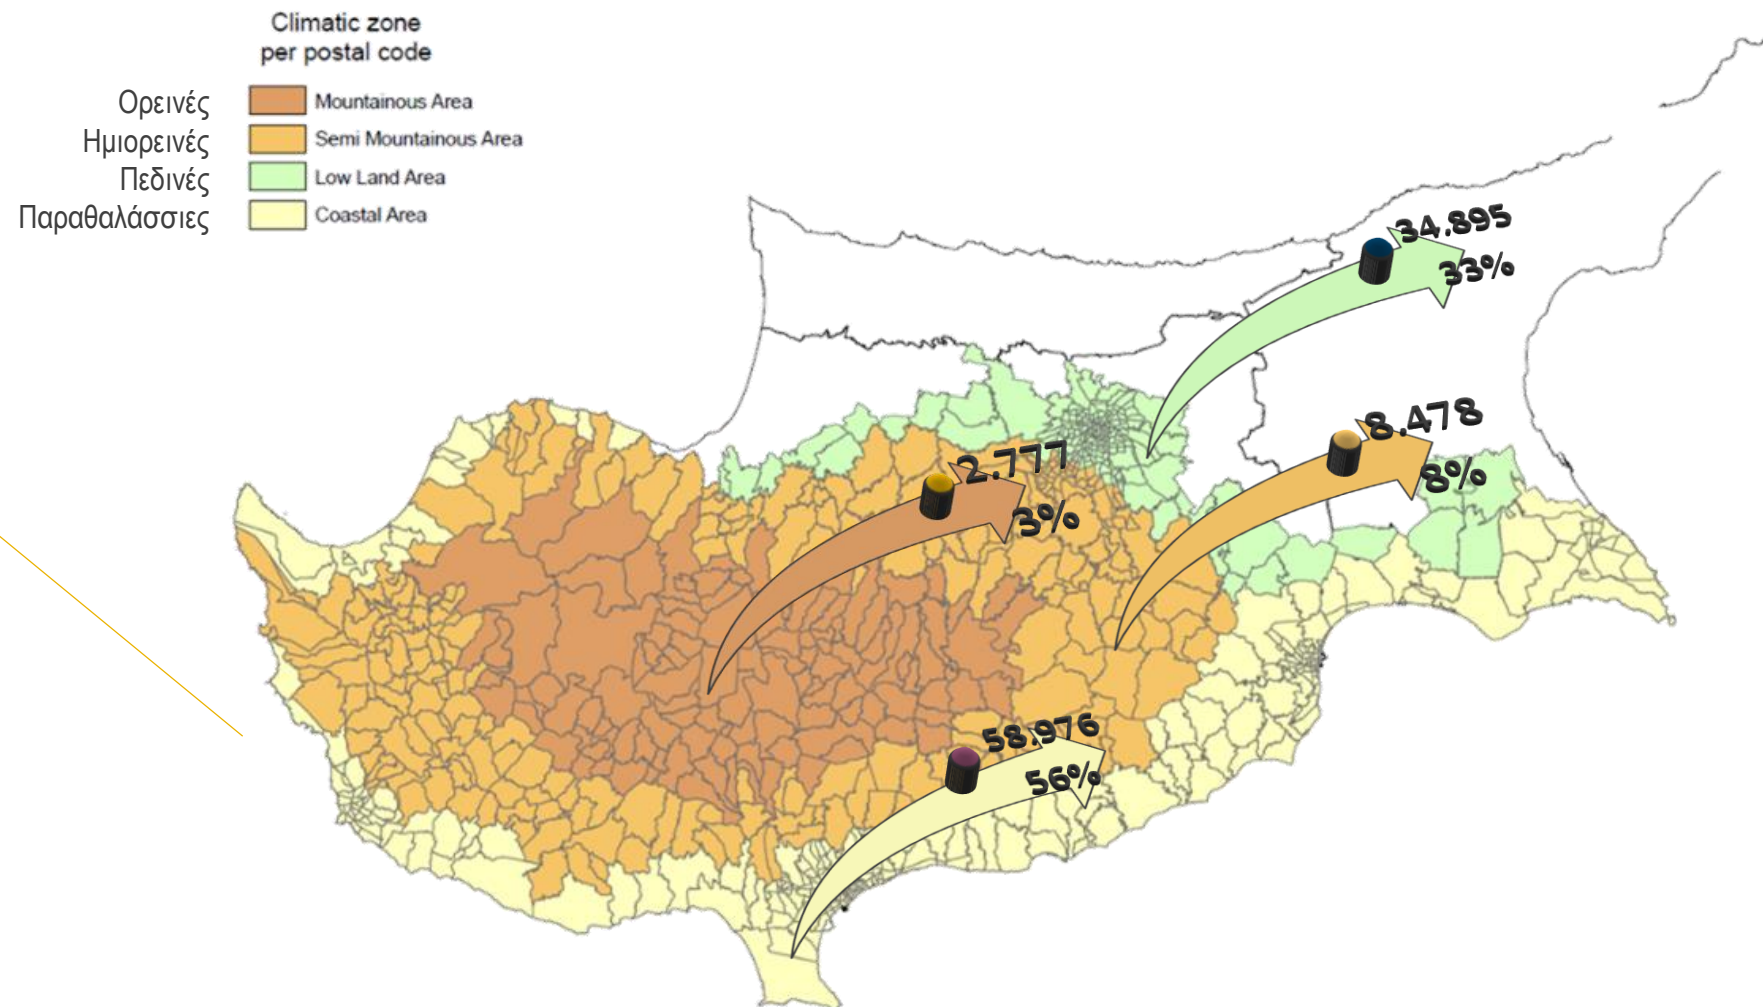 Climatic zone
per postal code
Ορεινές Mountainous Area
Ημιορεινές Semi Mountainous Area
Πεδινές Low Land Area
Παραθαλάσσιες Coastal Area
34.895
33%
8.478
8%
2.777
3%
58.976
56%